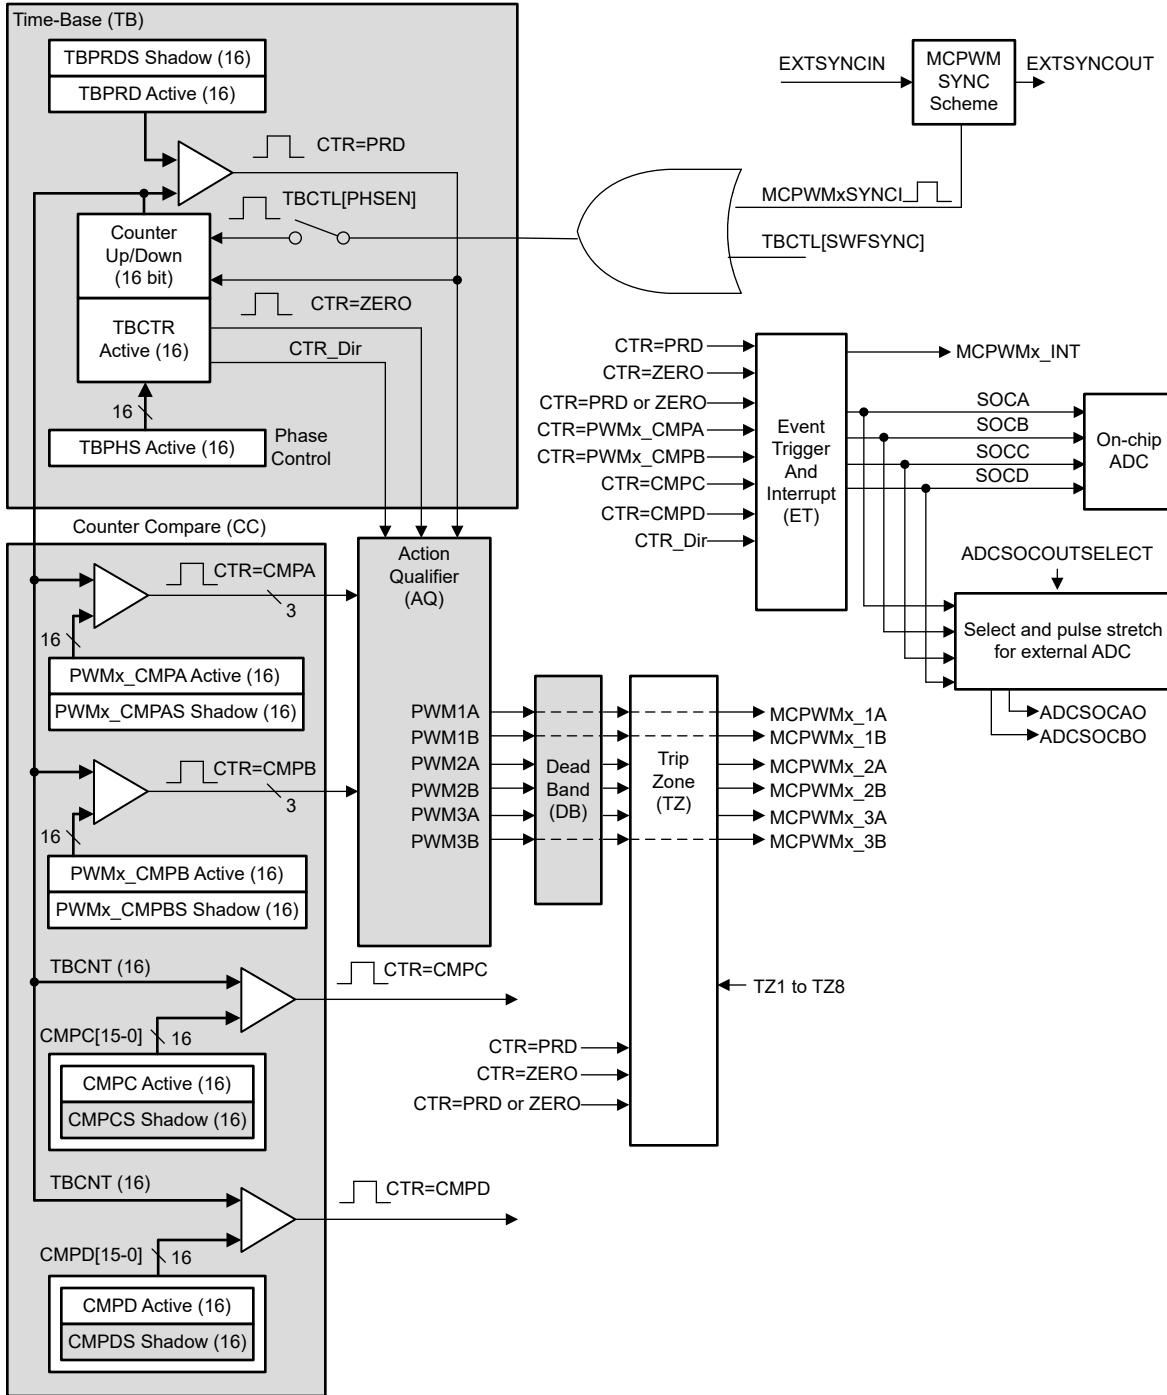 Time-Base (TB)
TBPRDS Shadow (16)
TBPRD Active (16)
CTR=PRD
TBCTL[PHSEN]
Counter
Up/Down
(16 bit)
CTR=ZERO
TBCTR
Active (16)
CTR_Dir
16
TBPHS Active (16)
Phase
Control
EXTSYNCIN
MCPWM
SYNC
Scheme
EXTSYNCOUT
MCPWMxSYNCI
TBCTL[SWFSYNC]
CTR=PRD
CTR=ZERO
CTR=PRD or ZERO
CTR=PWMx_CMPA
CTR=PWMx_CMPB
CTR=CMPC
CTR=CMPD
CTR_Dir
Event
Trigger
And
Interrupt
(ET)
MCPWMx_INT
SOCA
SOCB
SOCC
SOCD
On-chip
ADC
ADCSOCOUTSELECT
Select and pulse stretch
for external ADC
ADCSOCAO
ADCSOCBO
Counter Compare (CC)
CTR=CMPA
3
16
PWMx_CMPA Active (16)
PWMx_CMPAS Shadow (16)
CTR=CMPB
3
16
PWMx_CMPB Active (16)
PWMx_CMPBS Shadow (16)
TBCNT (16)
CTR=CMPC
CMPC[15-0]
16
CMPC Active (16)
CMPCS Shadow (16)
TBCNT (16)
CTR=CMPD
CMPD[15-0]
16
CMPD Active (16)
CMPDS Shadow (16)
Action
Qualifier
(AQ)
PWM1A
PWM1B
PWM2A
PWM2B
PWM3A
PWM3B
Dead
Band
(DB)
Trip
Zone
(TZ)
MCPWMx_1A
MCPWMx_1B
MCPWMx_2A
MCPWMx_2B
MCPWMx_3A
MCPWMx_3B
TZ1 to TZ8
CTR=PRD
CTR=ZERO
CTR=PRD or ZERO